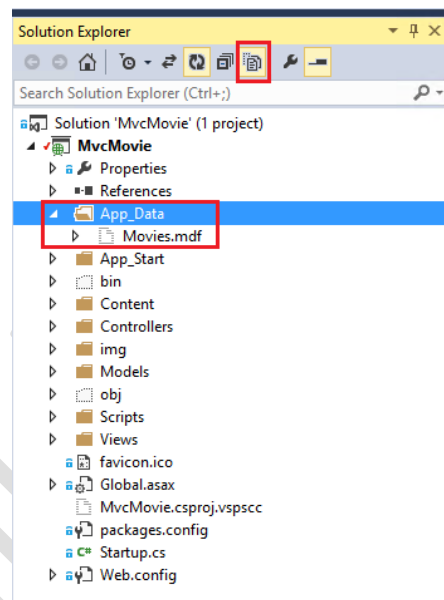 Solution Explorer
Search Solution Explorer (Ctrl+;)
Solution 'MvcMovie' (1 project)
MvcMovie
Properties
References
App_Data
Movies.mdf
App_Start
bin
Content
Controllers
img
Models
obj
Scripts
Views
favicon.ico
Global.asax
MvcMovie.csproj.vspscc
packages.config
C# Startup.cs
Web.config